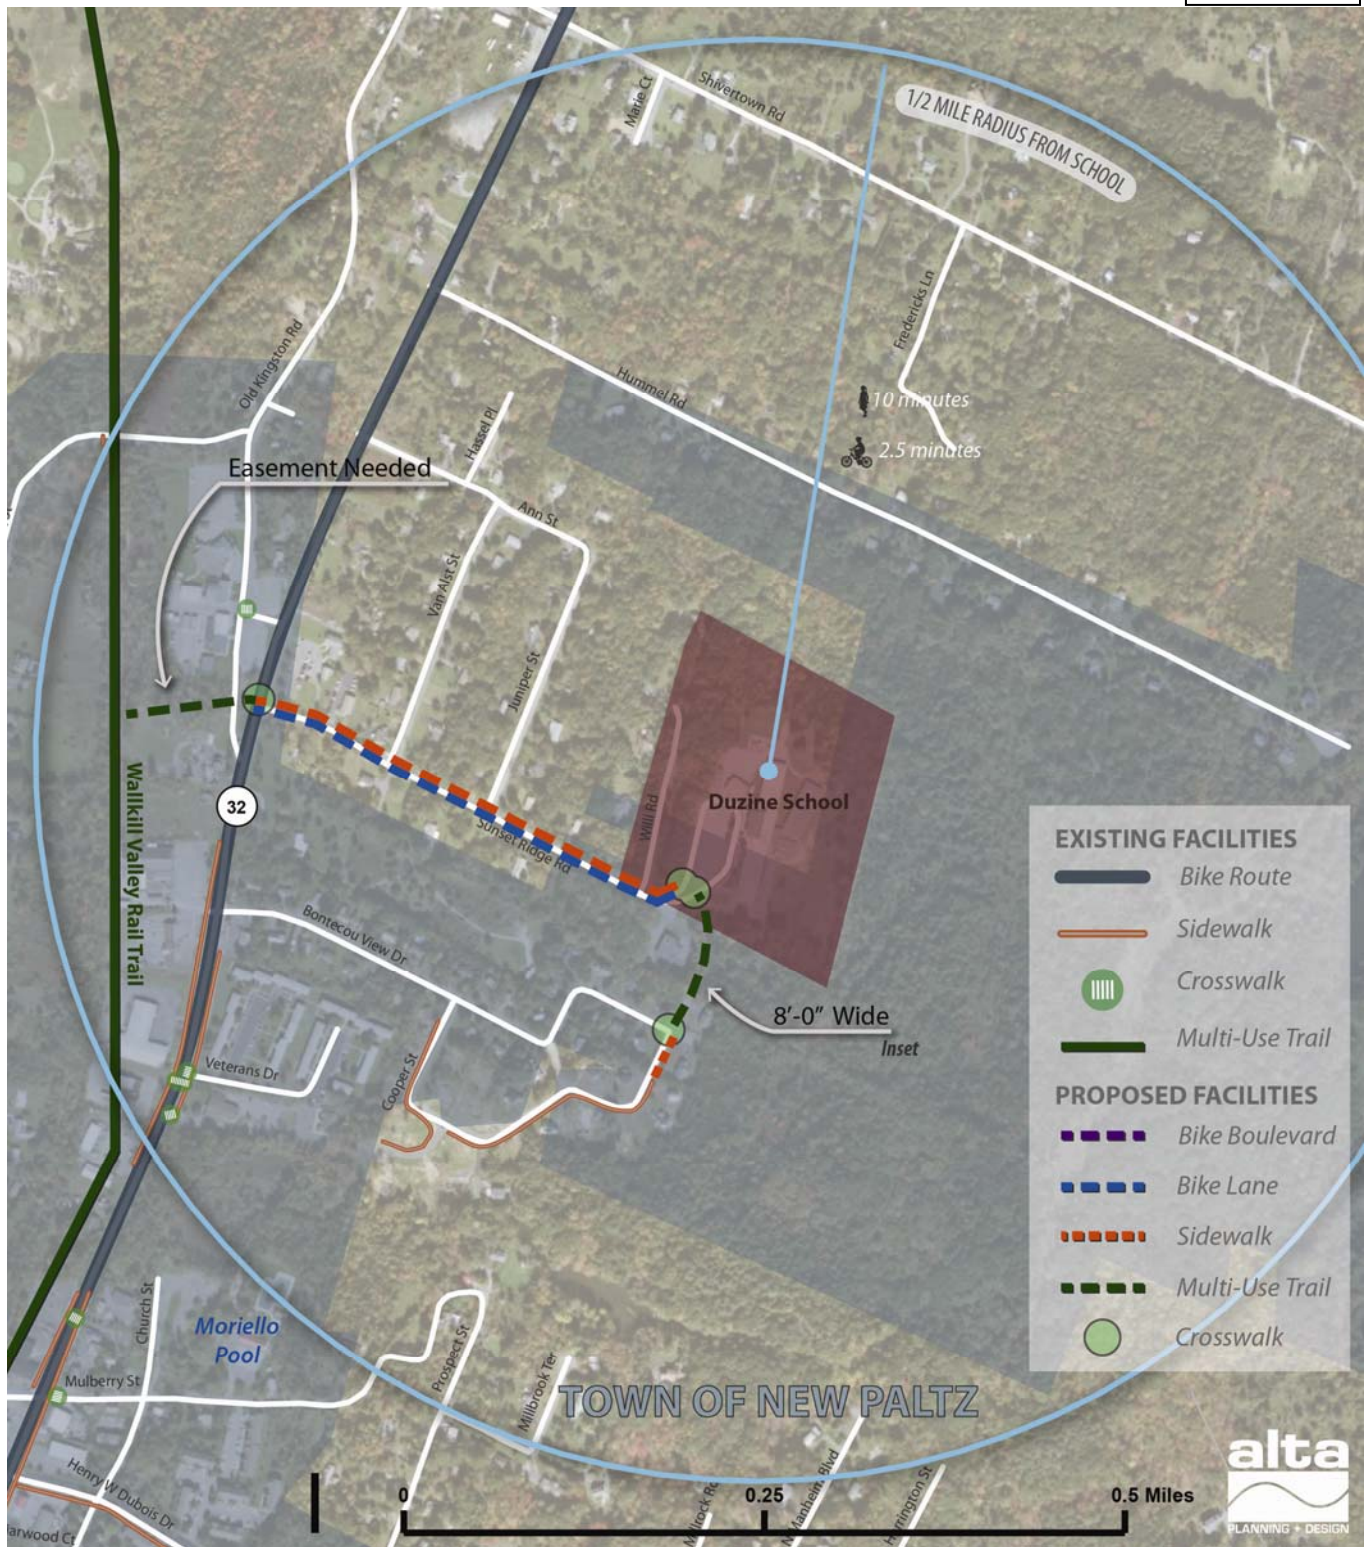 Marie Ct
Shivertown Rd
1/2 MILE RADIUS FROM SCHOOL
Fredericks Ln
Old Kingston Rd
Hummel Rd
10 minutes
2.5 minutes
Hassel Pl
Easement Needed
Ann St
Van Alst St
Juniper St
Wallkill Valley Rail Trail
32
Willi Rd
Duzine School
Sunset Ridge Rd
Bontecou View Dr
8'-0" Wide
Inset
Veterans Dr
Cooper St
EXISTING FACILITIES
Bike Route
Sidewalk
Crosswalk
Multi-Use Trail
PROPOSED FACILITIES
Bike Boulevard
Bike Lane
Sidewalk
Multi-Use Trail
Crosswalk
Church St
Moriello
Pool
Mulberry St
Prospect St
Millbrook Ter
TOWN OF NEW PALTZ
Henry W Dubois Dr
N Manheim Blvd
0
0.25
0.5 Miles
alta
PLANNING + DESIGN